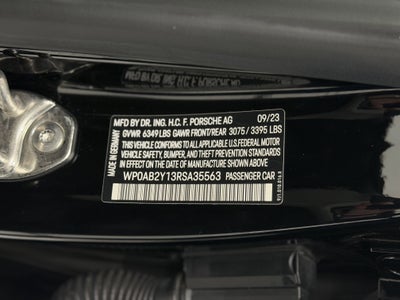 MFD BY DR. ING. H.C. F. PORSCHE AG 09/23
GVWR 6349 LBS GAWR FRONT/REAR 3075/ 3395 LBS
THIS VEHICLE CONFORMS TO ALL APPLICABLE U.S. FEDERAL MOTOR
VEHICLE SAFETY, BUMPER, AND THEFT PREVENTION STANDARDS
IN EFFECT ON THE DATE OF MANUFACTURE SHOWN ABOVE.
MADE IN GERMANY
WP0AB2Y13RSA35563 PASSENGER CAR